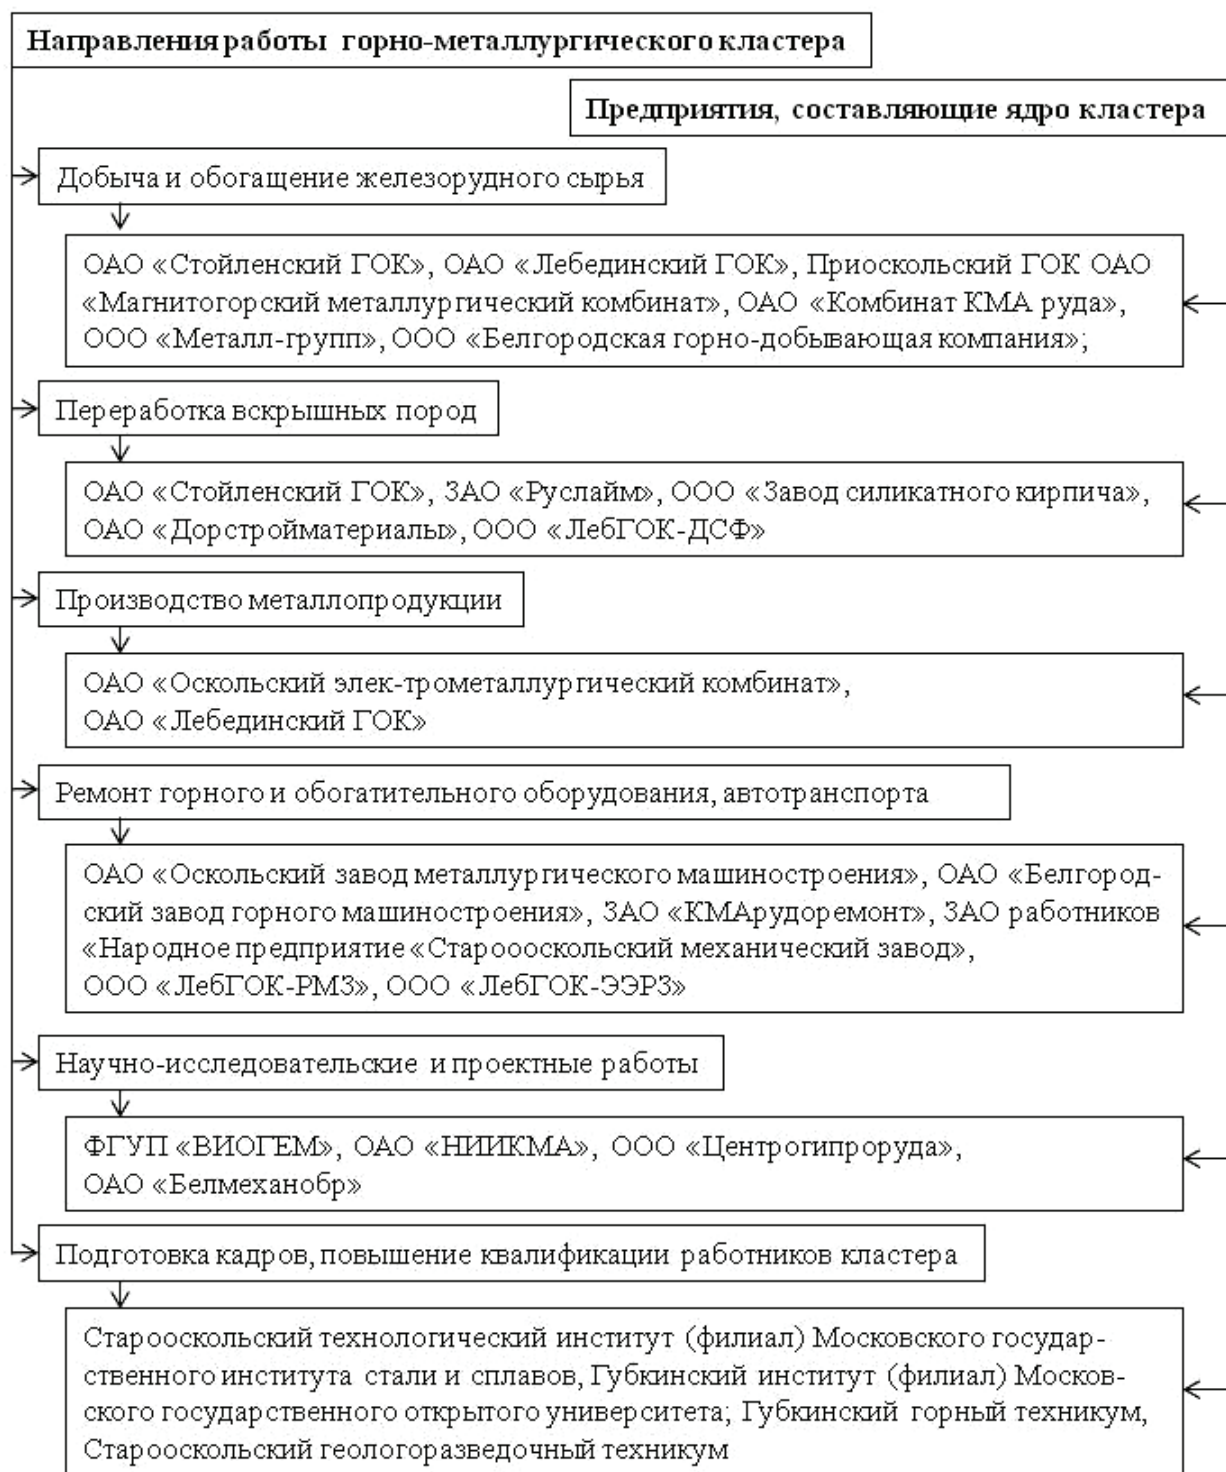 Направления работы горно-металлургического кластера
Предприятия, составляющие ядро кластера
Добыча и обогащение железорудного сырья
ОАО «Стойленский ГОК», ОАО «Лебединский ГОК», Приоскольский ГОК ОАО
«Магнитогорский металлургический комбинат», ОАО «Комбинат КМА руда»,
ООО «Металл-групп», ООО «Белгородская горно-добывающая компания»;
Переработка вскрышных пород
ОАО «Стойленский ГОК», ЗАО «Руслайм», ООО «Завод силикатного кирпича»,
ОАО «Дорстройматериалы», ООО «ЛебГОК-ДСФ»
Производство металлопродукции
ОАО «Оскольский элек-трометаллургический комбинат»,
ОАО «Лебединский ГОК»
Ремонт горного и обогатительного оборудования, автотранспорта
ОАО «Оскольский завод металлургического машиностроения», ОАО «Белгород-
ский завод горного машиностроения», ЗАО «КМАрудоремонт», ЗАО работников
«Народное предприятие «Староооскольский механический завод»,
ООО «ЛебГОК-РМЗ», ООО «ЛебГОК-ЭЭРЗ»
Научно-исследовательские и проектные работы
ФГУП «ВИОГЕМ», ОАО «НИИКМА», ООО «Центрогипроруда»,
ОАО «Белмеханобр»
Подготовка кадров, повышение квалификации работников кластера
Старооскольский технологический институт (филиал) Московского государ-
ственного института стали и сплавов, Губкинский институт (филиал) Москов-
ского государственного открытого университета; Губкинский горный техникум,
Старооскольский геологоразведочный техникум